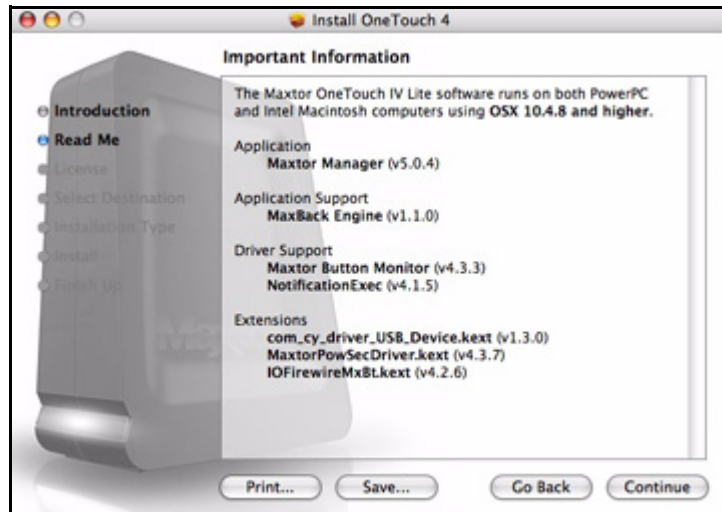 Install OneTouch 4
Important Information
Introduction
Read Me
License
Select Destination
Installation Type
Install
Finish Up
The Maxtor OneTouch IV Lite software runs on both PowerPC
and Intel Macintosh computers using OSX 10.4.8 and higher.
Application
Maxtor Manager (v5.0.4)
Application Support
MaxBack Engine (v1.1.0)
Driver Support
Maxtor Button Monitor (v4.3.3)
NotificationExec (v4.1.5)
Extensions
com_cy_driver_USB_Device.kext (v1.3.0)
MaxtorPowSecDriver.kext (v4.3.7)
IOFirewireMxBt.kext (v4.2.6)
Print...
Save...
Go Back
Continue